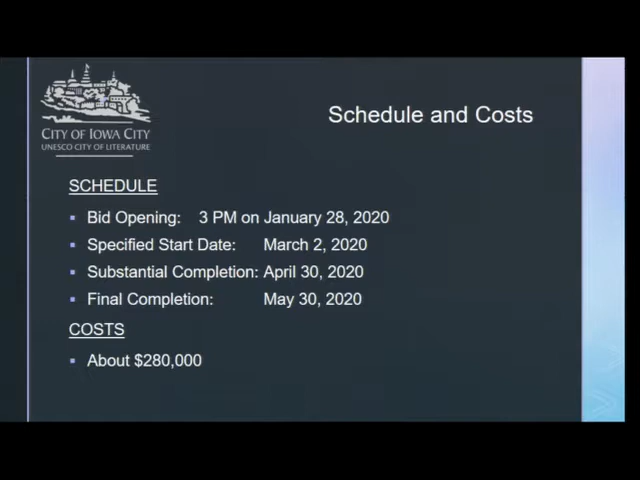 CITY OF IOWA CITY
UNESCO CITY OF LITERATURE
Schedule and Costs
SCHEDULE
Bid Opening: 3 PM on January 28, 2020
Specified Start Date: March 2, 2020
Substantial Completion: April 30, 2020
Final Completion: May 30, 2020
COSTS
About $280,000